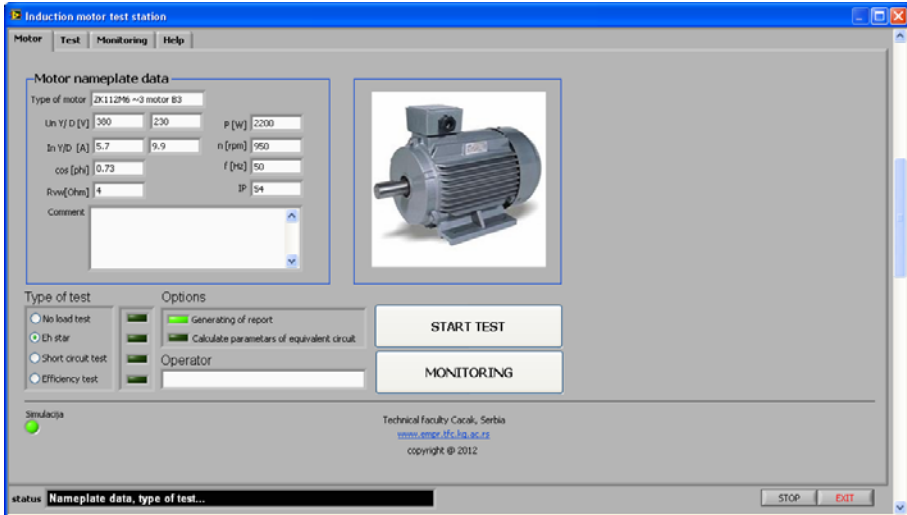 Induction motor test station
Motor Test Monitoring Help
Motor nameplate data
Type of motor ZK112M6 ~3 motor B3
Un Y/ D [V] 380 230 P [W] 2200
In Y/D [A] 5.7 9.9 n [rpm] 950
cos [phi] 0.73 f [Hz] 50
Rvw[Ohm] 4 IP 54
Comment
Type of test
No load test
Eh star
Short circuit test
Efficiency test
Options
Generating of report
Calculate parametars of equivalent circuit
Operator
START TEST
MONITORING
Simulacija
Technical faculty Cacak, Serbia
www.empr.tfc.kg.ac.rs
copyright @ 2012
status Nameplate data, type of test...
STOP EXIT